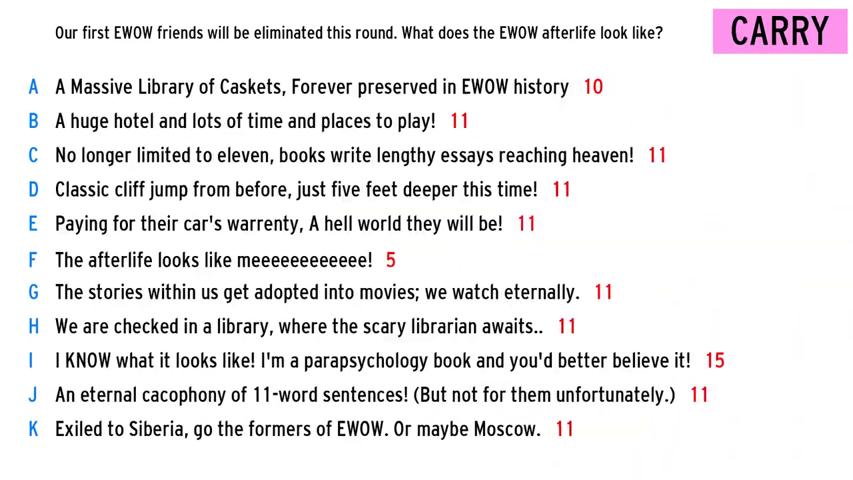 Our first EWOW friends will be eliminated this round. What does the EWOW afterlife look like?
CARRY
A A Massive Library of Caskets, Forever preserved in EWOW history 10
B A huge hotel and lots of time and places to play! 11
C No longer limited to eleven, books write lengthy essays reaching heaven! 11
D Classic cliff jump from before, just five feet deeper this time! 11
E Paying for their car's warrenty, A hell world they will be! 11
F The afterlife looks like meeeeeeeeeeee! 5
G The stories within us get adopted into movies; we watch eternally. 11
H We are checked in a library, where the scary librarian awaits.. 11
I I KNOW what it looks like! I'm a parapsychology book and you'd better believe it! 15
J An eternal cacophony of 11-word sentences! (But not for them unfortunately.) 11
K Exiled to Siberia, go the formers of EWOW. Or maybe Moscow. 11